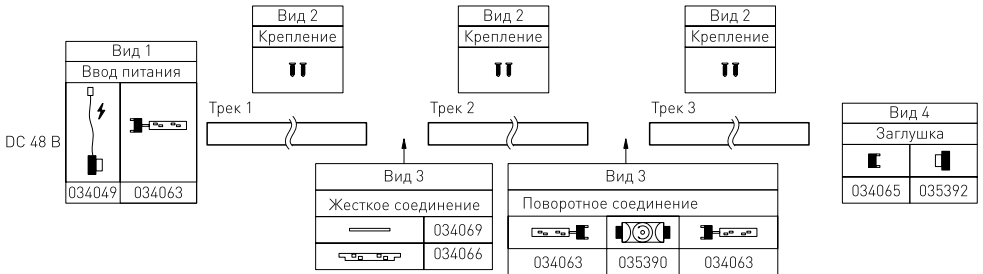 Вид 2
Крепление
Вид 2
Крепление
Вид 2
Крепление
Вид 1
Ввод питания
DC 48 В
034049
034063
Трек 1
Трек 2
Трек 3
Вид 3
Жесткое соединение
034069
034066
Вид 3
Поворотное соединение
034063
035390
034063
Вид 4
Заглушка
034065
035392